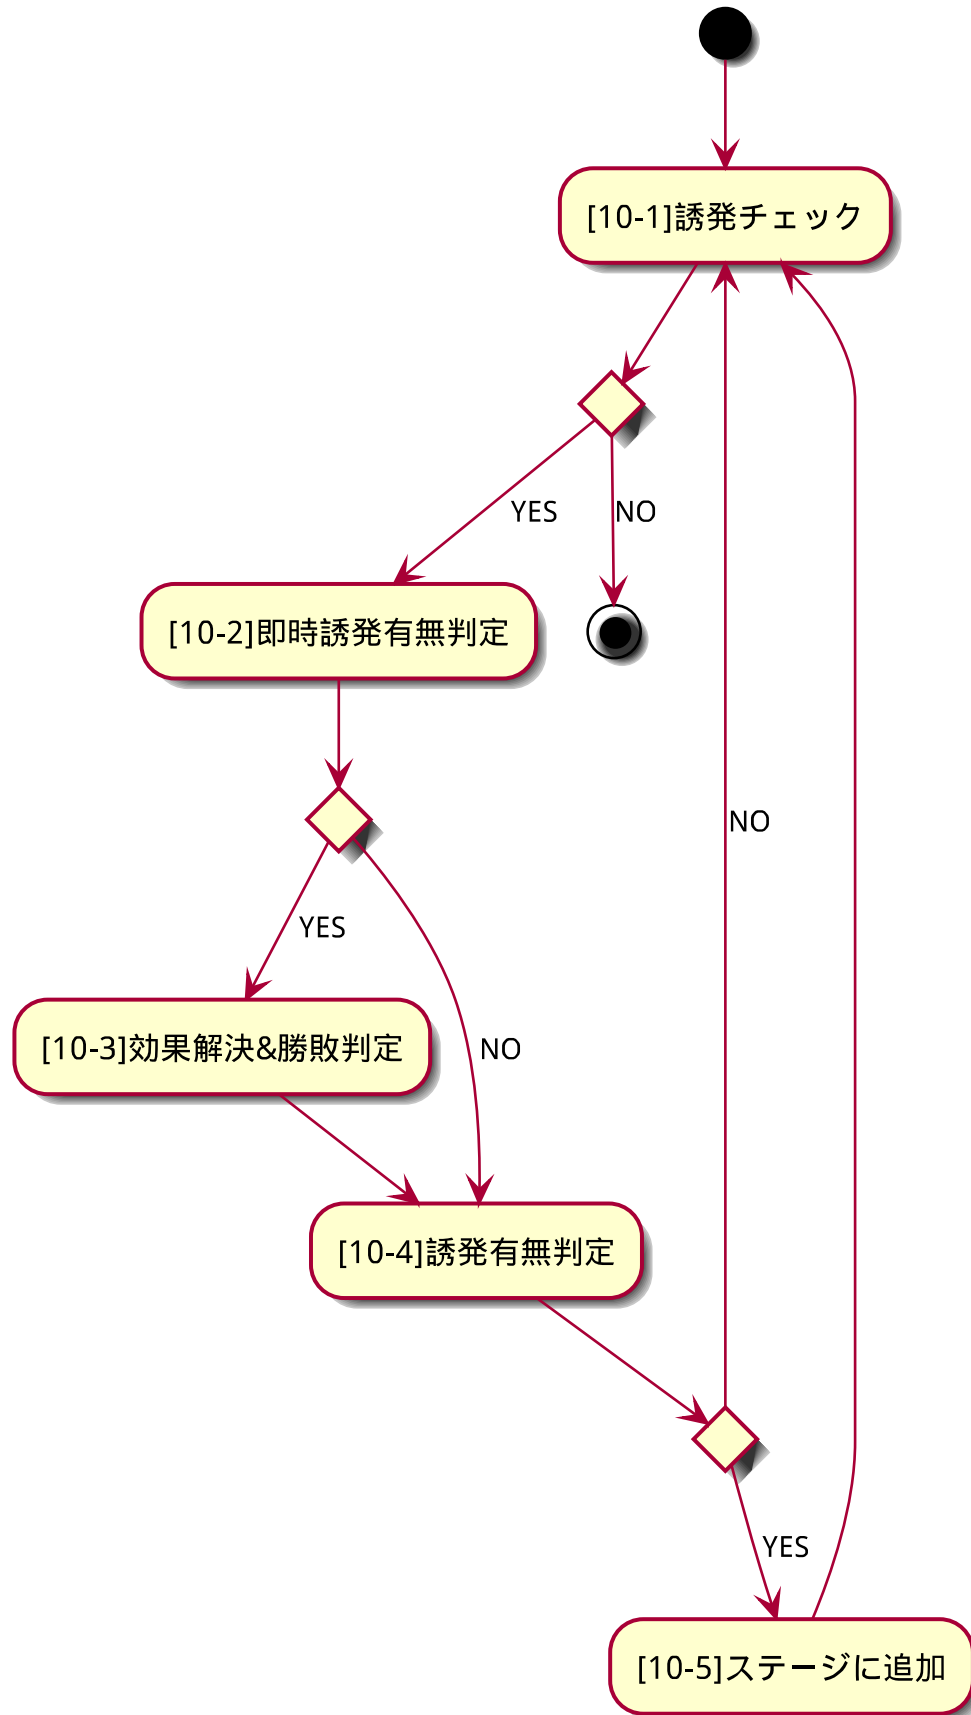 [10-1]誘発チェック
YES
NO
[10-2]即時誘発有無判定
NO
YES
[10-3]効果解決&勝敗判定
NO
[10-4]誘発有無判定
YES
[10-5]ステージに追加